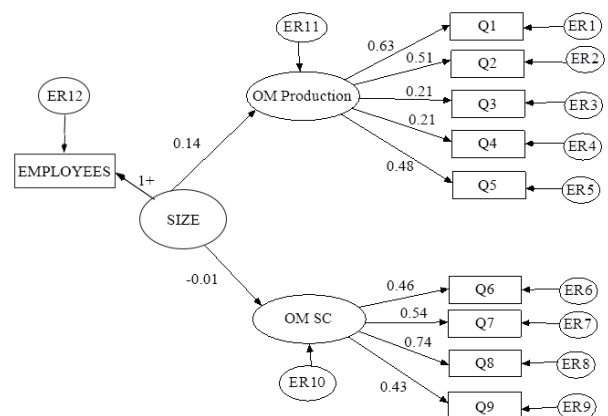 ER11
Q1
ER1
0.63
Q2
ER2
0.51
ER12
OM Production
0.21
Q3
ER3
0.21
Q4
ER4
0.14
0.48
EMPLOYEES
1+
Q5
ER5
SIZE
-0.01
0.46
Q6
ER6
0.54
Q7
ER7
OM SC
0.74
Q8
ER8
ER10
0.43
Q9
ER9